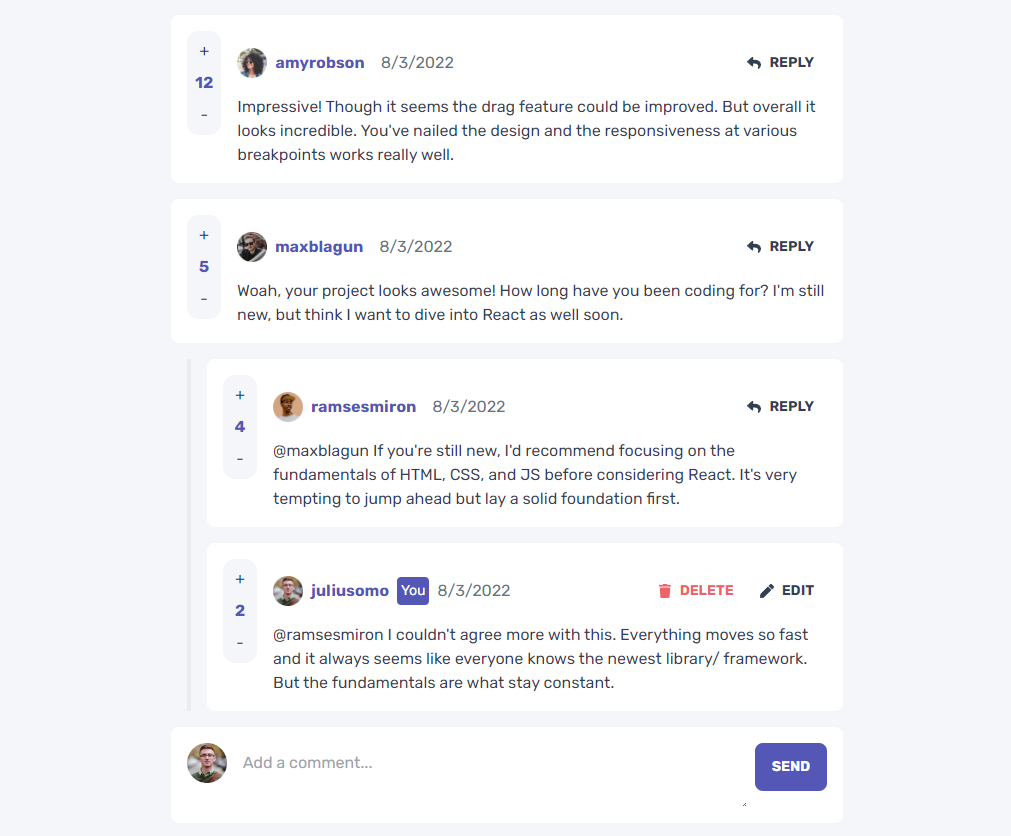 +
12
-
amyrobson 8/3/2022 REPLY
Impressive! Though it seems the drag feature could be improved. But overall it
looks incredible. You've nailed the design and the responsiveness at various
breakpoints works really well.
+
5
-
maxblagun 8/3/2022 REPLY
Woah, your project looks awesome! How long have you been coding for? I'm still
new, but think I want to dive into React as well soon.
+
4
-
ramsesmiron 8/3/2022 REPLY
@maxblagun If you're still new, I'd recommend focusing on the
fundamentals of HTML, CSS, and JS before considering React. It's very
tempting to jump ahead but lay a solid foundation first.
+
2
-
juliusomo You 8/3/2022 DELETE EDIT
@ramsesmiron I couldn't agree more with this. Everything moves so fast
and it always seems like everyone knows the newest library/ framework.
But the fundamentals are what stay constant.
Add a comment... SEND